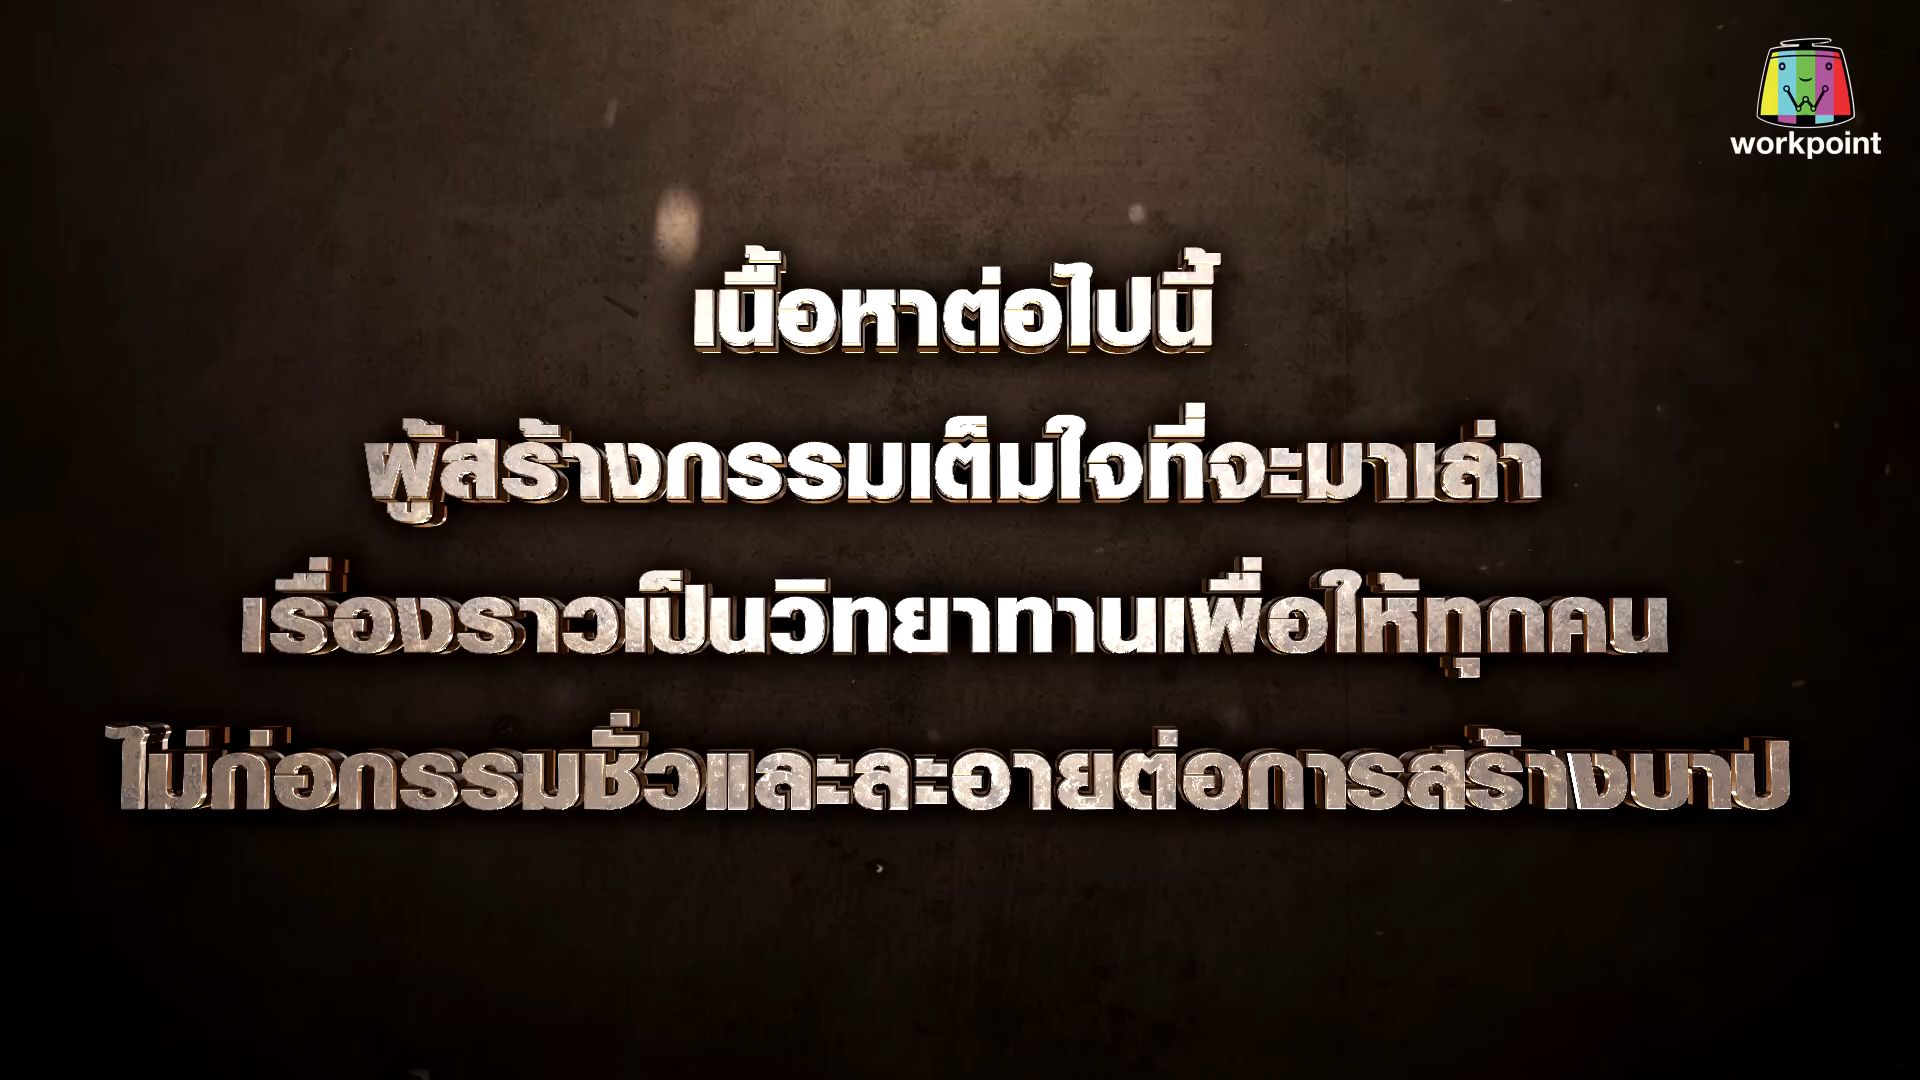 workpoint
เนื้อหาต่อไปนี้
ผู้สร้างกรรมเต็มใจที่จะมาเล่า
เรื่องราวเป็นวิทยาทานเพื่อให้ทุกคน
ไม่ก่อกรรมชั่วและละอายต่อการสร้างบาป